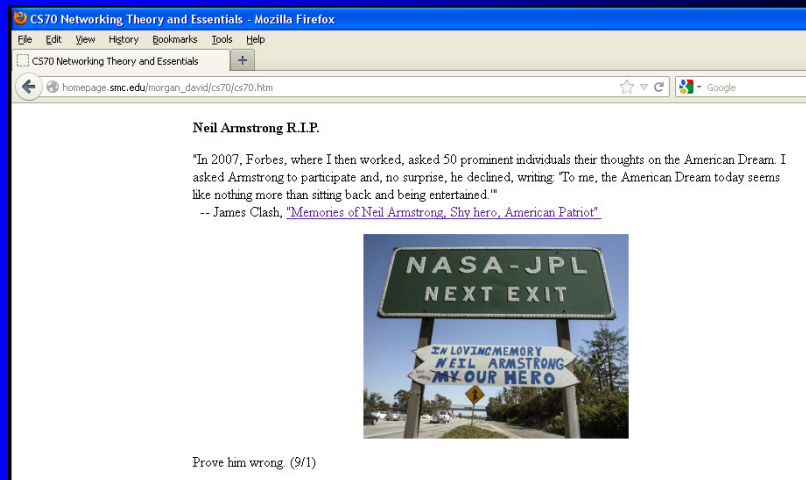 CS70 Networking Theory and Essentials - Mozilla Firefox
File Edit View History Bookmarks Tools Help
CS70 Networking Theory and Essentials +
homepage.smc.edu/morgan_david/cs70/cs70.htm Google
Neil Armstrong R.I.P.
"In 2007, Forbes, where I then worked, asked 50 prominent individuals their thoughts on the American Dream. I
asked Armstrong to participate and, no surprise, he declined, writing: 'To me, the American Dream today seems
like nothing more than sitting back and being entertained.'"
-- James Clash, "Memories of Neil Armstrong, Shy hero, American Patriot"
NASA-JPL
NEXT EXIT
IN LOVING MEMORY
NEIL ARMSTRONG
MY OUR HERO
Prove him wrong. (9/1)